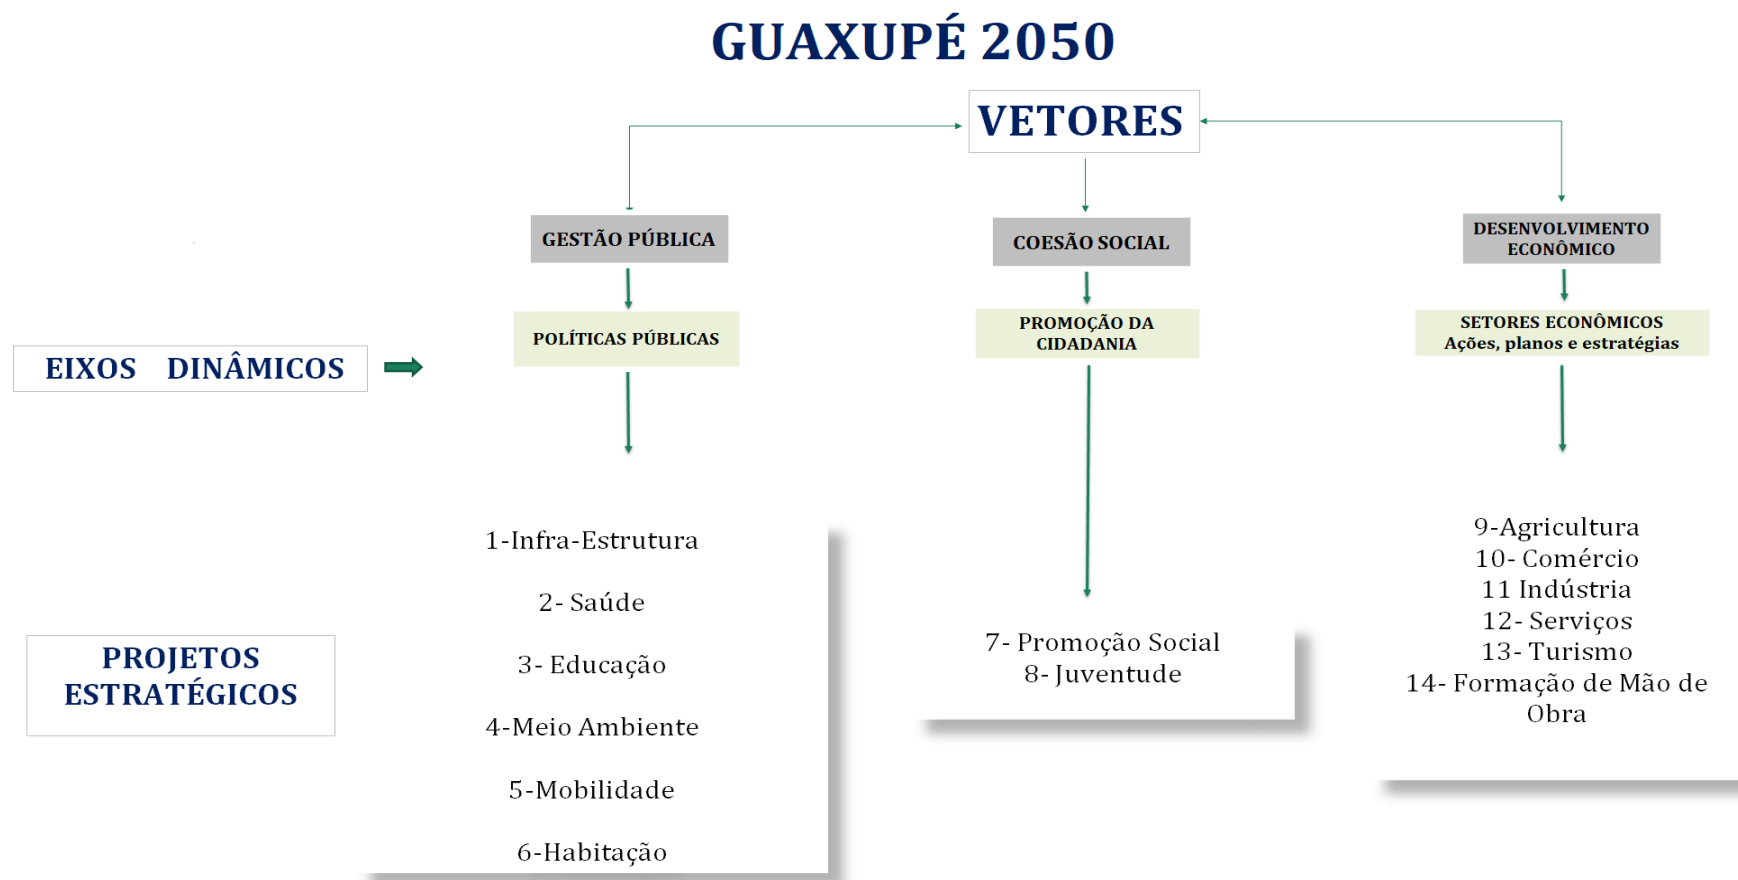 GUAXUPÉ 2050
VETORES
GESTÃO PÚBLICA
COESÃO SOCIAL
DESENVOLVIMENTO
ECONÔMICO
EIXOS DINÂMICOS
POLÍTICAS PÚBLICAS
PROMOÇÃO DA
CIDADANIA
SETORES ECONÔMICOS
Ações, planos e estratégias
PROJETOS
ESTRATÉGICOS
1-Infra-Estrutura
2- Saúde
3- Educação
4-Meio Ambiente
5-Mobilidade
6-Habitação
7- Promoção Social
8- Juventude
9-Agricultura
10- Comércio
11 Indústria
12- Serviços
13- Turismo
14- Formação de Mão de
Obra